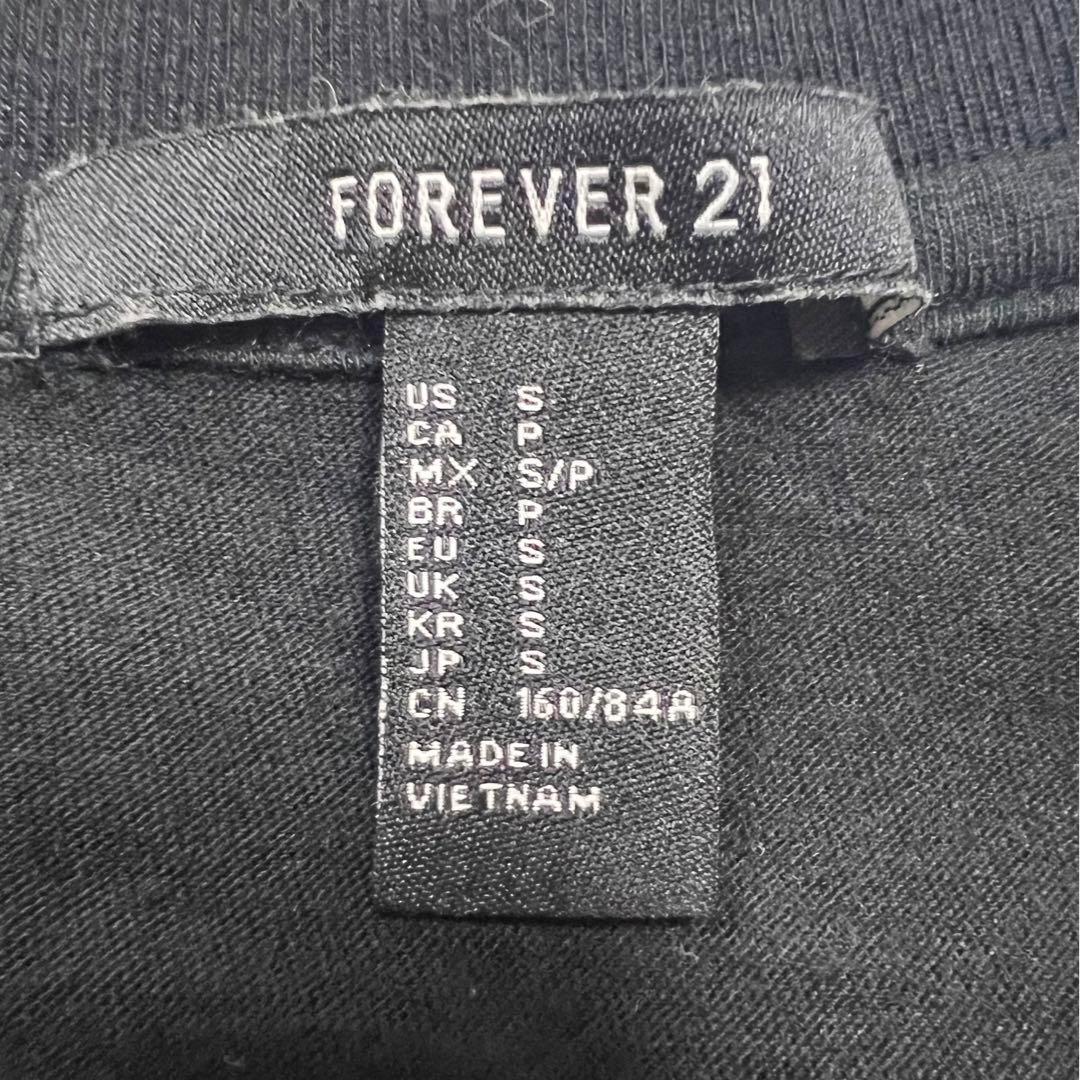 FOREVER 21
US S
CA P
MX S/P
BR P
EU S
UK S
KR S
JP S
CN 160/84A
MADE IN
VIETNAM